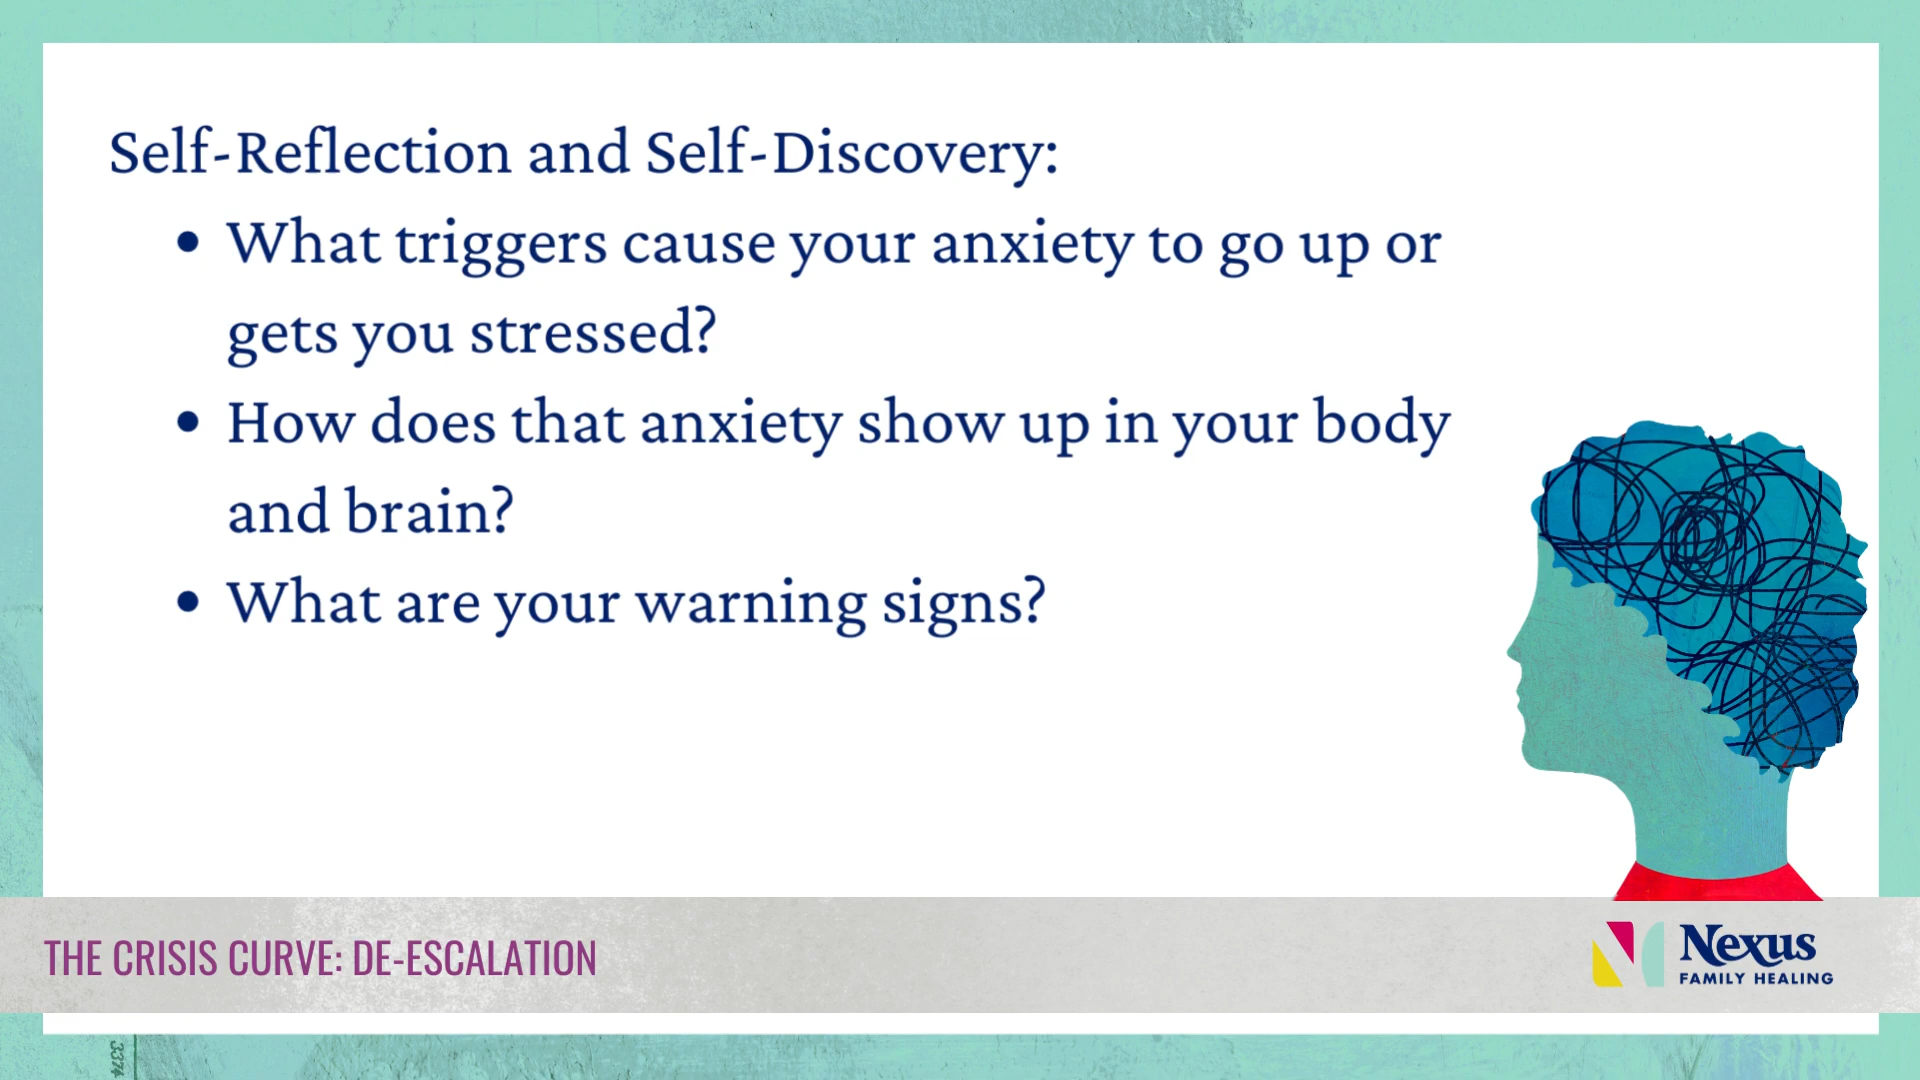 Self-Reflection and Self-Discovery:
• What triggers cause your anxiety to go up or
gets you stressed?
• How does that anxiety show up in your body
and brain?
• What are your warning signs?
THE CRISIS CURVE: DE-ESCALATION
Nexus
FAMILY HEALING
3374